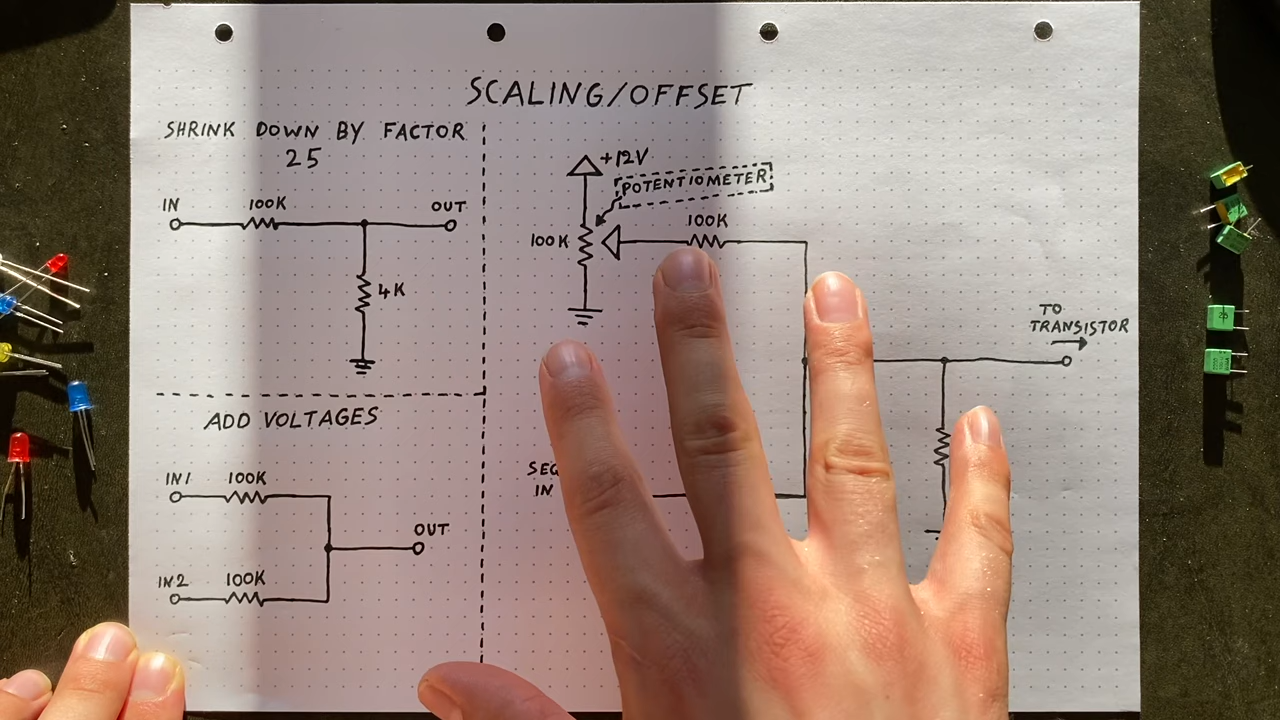 SCALING/OFFSET
SHRINK DOWN BY FACTOR
25
IN
100K
OUT
4K
ADD VOLTAGES
IN1
100K
OUT
IN2
100K
+12V
POTENTIOMETER
100K
100K
TO
TRANSISTOR
IN